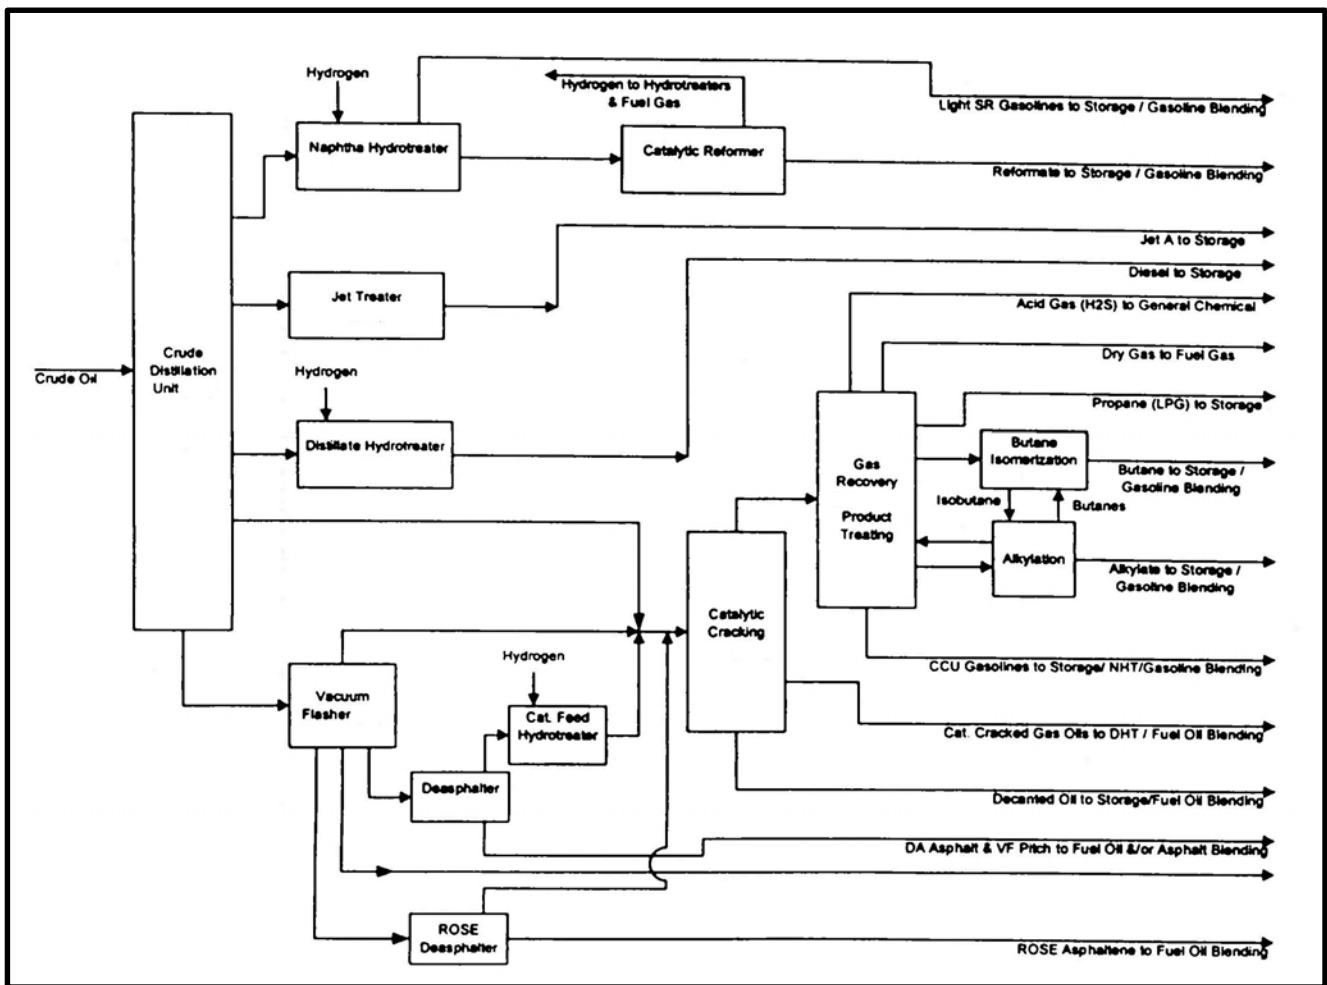 Hydrogen
Hydrogen to Hydrotreaters
& Fuel Gas
Light SR Gasolines to Storage / Gasoline Blending
Naphtha Hydrotreater
Catalytic Reformer
Reformate to Storage / Gasoline Blending
Jet A to Storage
Diesel to Storage
Jet Treater
Acid Gas (H2S) to General Chemical
Crude
Distillation
Unit
Crude Oil
Hydrogen
Dry Gas to Fuel Gas
Propane (LPG) to Storage
Distillate Hydrotreater
Butane
Isomerization
Gas
Recovery
Product
Treating
Butane to Storage /
Gasoline Blending
Isobutane
Butanes
Alkylation
Alkylate to Storage /
Gasoline Blending
Catalytic
Cracking
Hydrogen
CCU Gasolines to Storage/ NHT/Gasoline Blending
Vacuum
Flasher
Cat. Feed
Hydrotreater
Cat. Cracked Gas Oils to DHT / Fuel Oil Blending
Deasphalter
Decanted Oil to Storage/Fuel Oil Blending
DA Asphalt & VF Pitch to Fuel Oil &/or Asphalt Blending
ROSE
Deasphalter
ROSE Asphaltene to Fuel Oil Blending